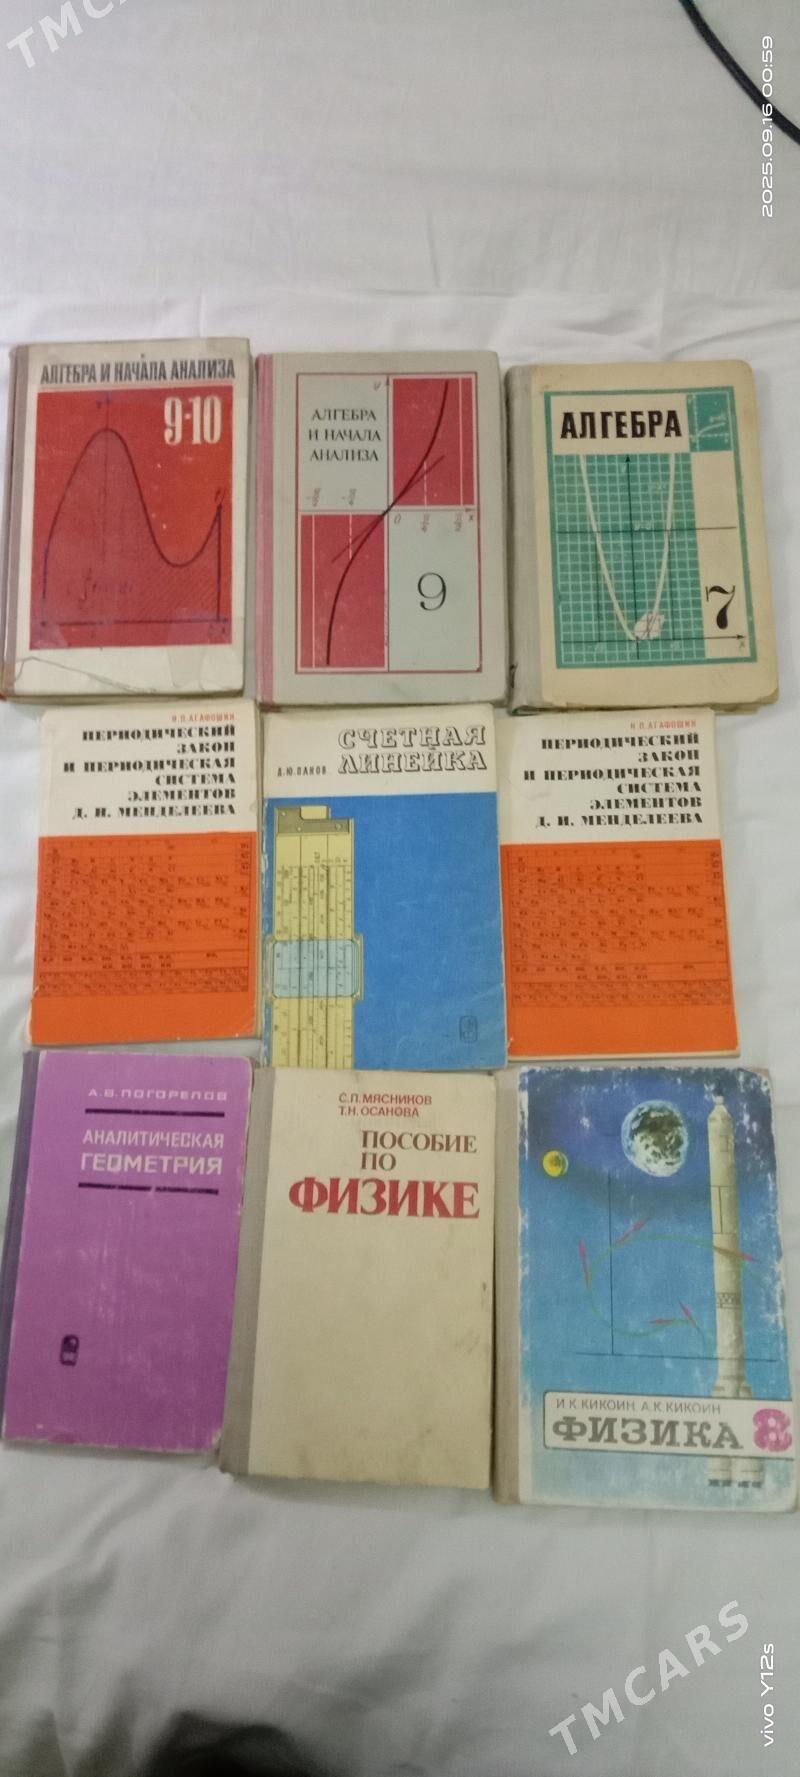 TMCARS
2025.09.16 00:59
АЛГЕБРА И НАЧАЛА АНАЛИЗА
9-10
АЛГЕБРА
И НАЧАЛА
АНАЛИЗА
9
АЛГЕБРА
7
Н.П.АГАФОШИН
ПЕРИОДИЧЕСКИЙ
ЗАКОН
И ПЕРИОДИЧЕСКАЯ
СИСТЕМА
ЭЛЕМЕНТОВ
Д. И. МЕНДЕЛЕЕВА
СЧЕТНАЯ
Д.Ю.ПАНОВ ЛИНЕЙКА
Н.П.АГАФОШИН
ПЕРИОДИЧЕСКИЙ
ЗАКОН
И ПЕРИОДИЧЕСКАЯ
СИСТЕМА
ЭЛЕМЕНТОВ
Д. И. МЕНДЕЛЕЕВА
А.В.ПОГОРЕЛОВ
АНАЛИТИЧЕСКАЯ
ГЕОМЕТРИЯ
С.П.МЯСНИКОВ
Т.Н.ОСАНОВА
ПОСОБИЕ
ПО
ФИЗИКЕ
И.К.КИКОИН, А.К.КИКОИН
ФИЗИКА 8
TMCARS
vivo Y12s